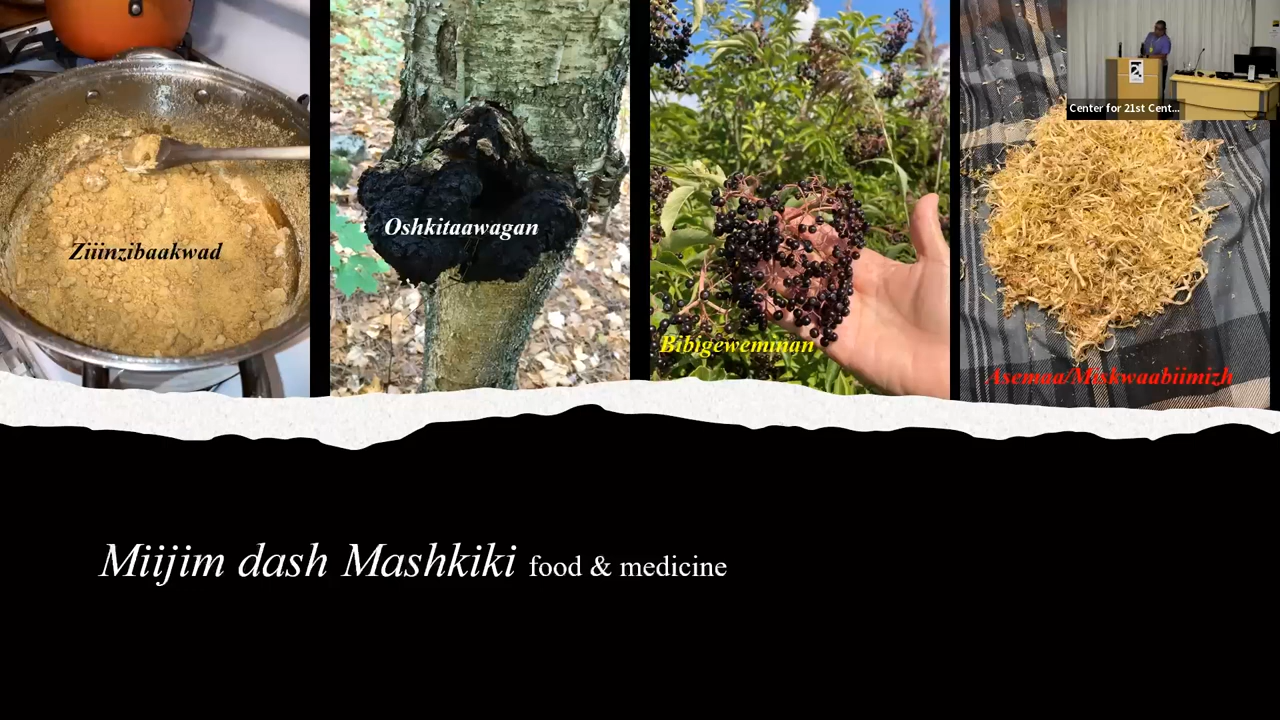 Ziiinzibaakwad
Oshkitaawagan
Bibigeweminan
Asemaa/Miskwaabiimizh
Center for 21st Cent...
Miijim dash Mashkiki food & medicine